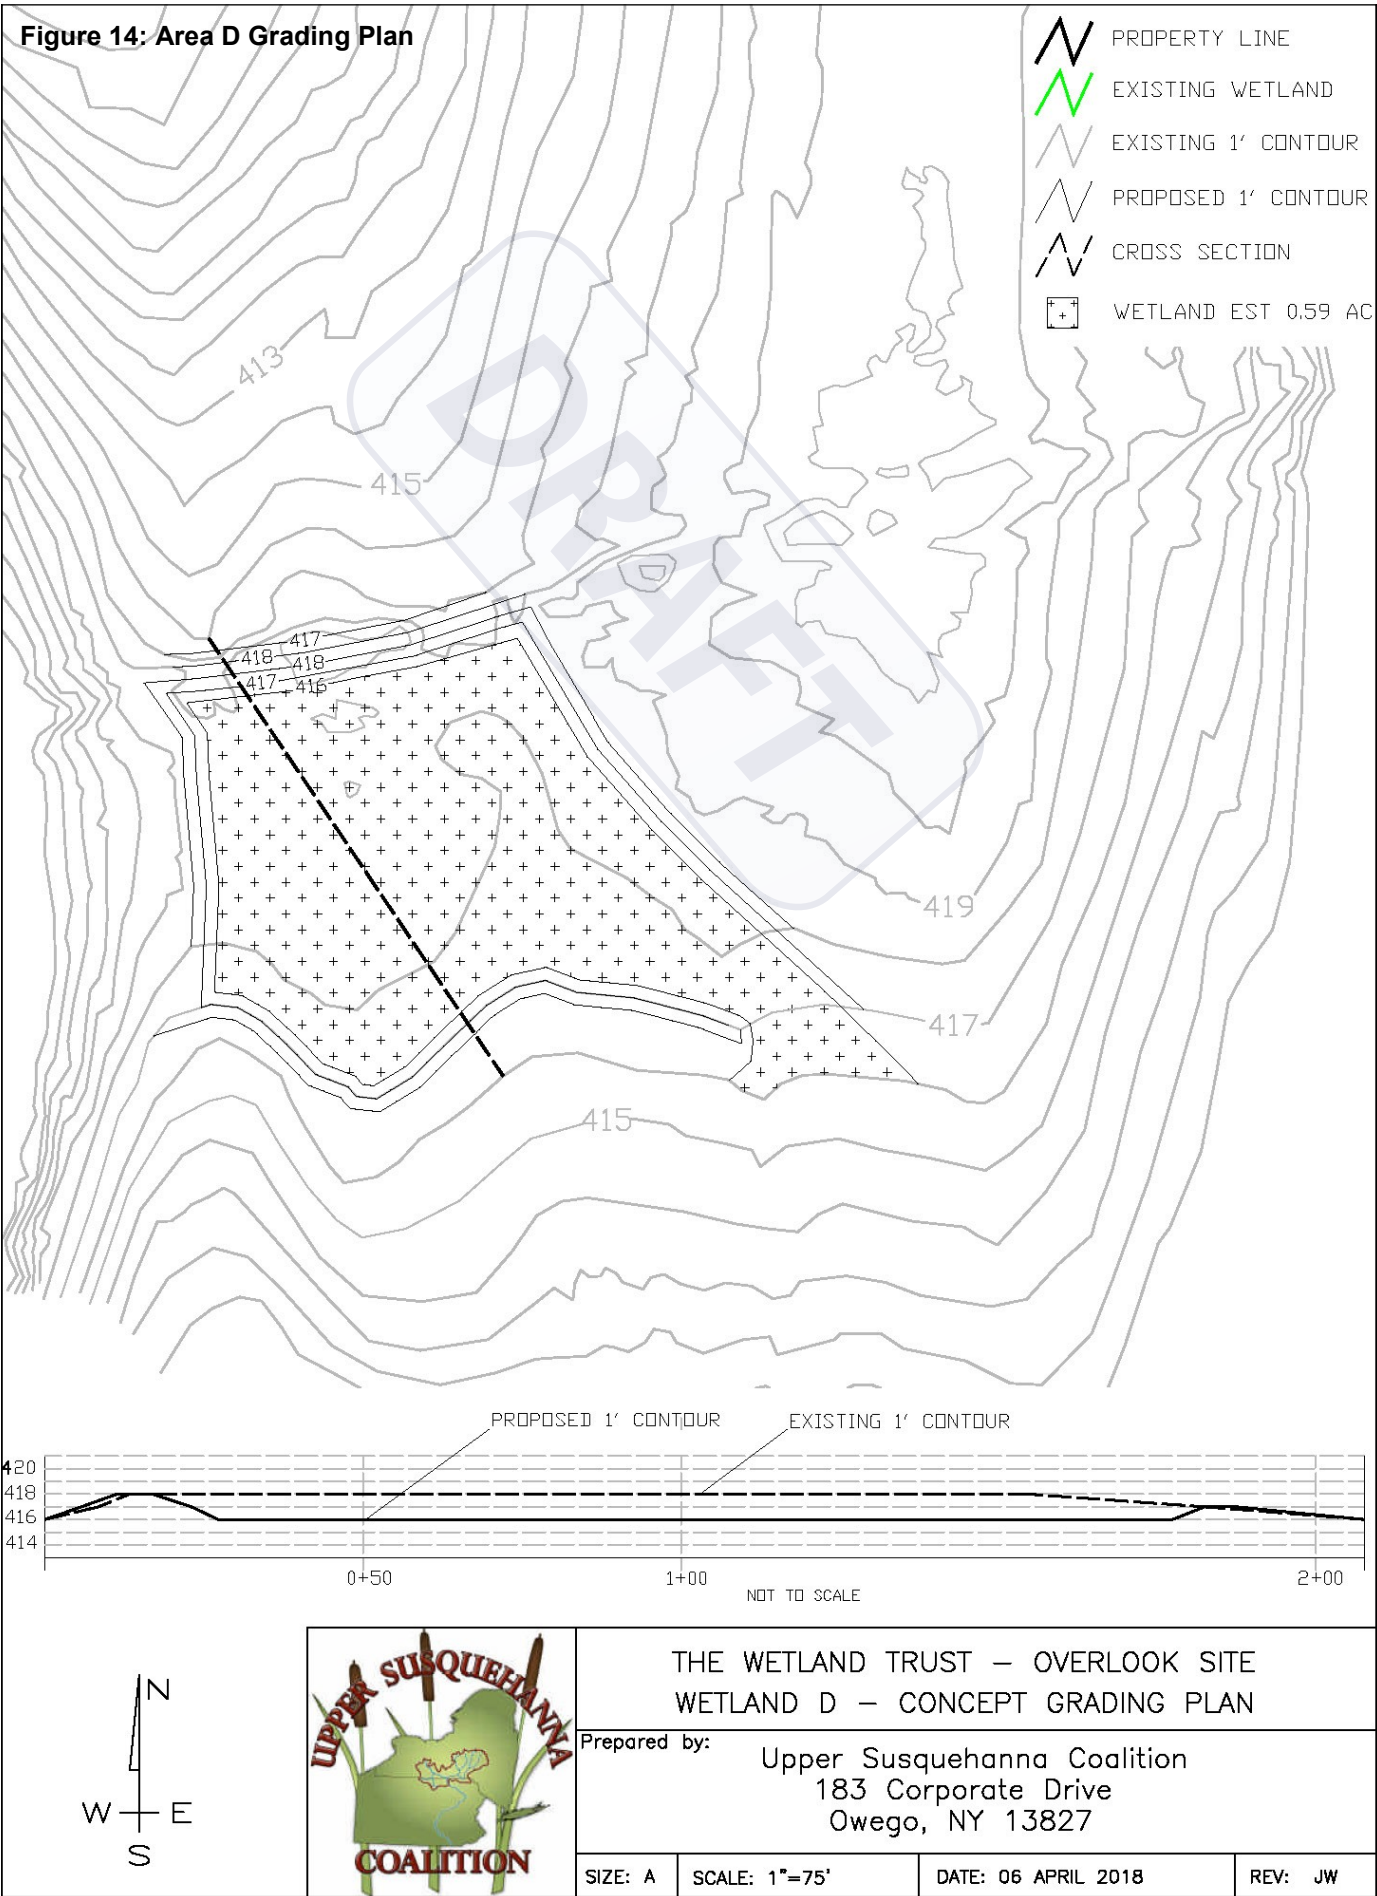 Figure 14: Area D Grading Plan
PROPERTY LINE
EXISTING WETLAND
EXISTING 1' CONTOUR
PROPOSED 1' CONTOUR
CROSS SECTION
WETLAND EST 0.59 AC
DRAFT
413
415
417
418
418
417
416
419
417
415
PROPOSED 1' CONTOUR
EXISTING 1' CONTOUR
420
418
416
414
0+50
1+00
2+00
NOT TO SCALE
N
W
E
S
UPPER SUSQUEHANNA
COALITION
THE WETLAND TRUST – OVERLOOK SITE
WETLAND D – CONCEPT GRADING PLAN
Prepared by:
Upper Susquehanna Coalition
183 Corporate Drive
Owego, NY 13827
SIZE: A
SCALE: 1"=75'
DATE: 06 APRIL 2018
REV: JW